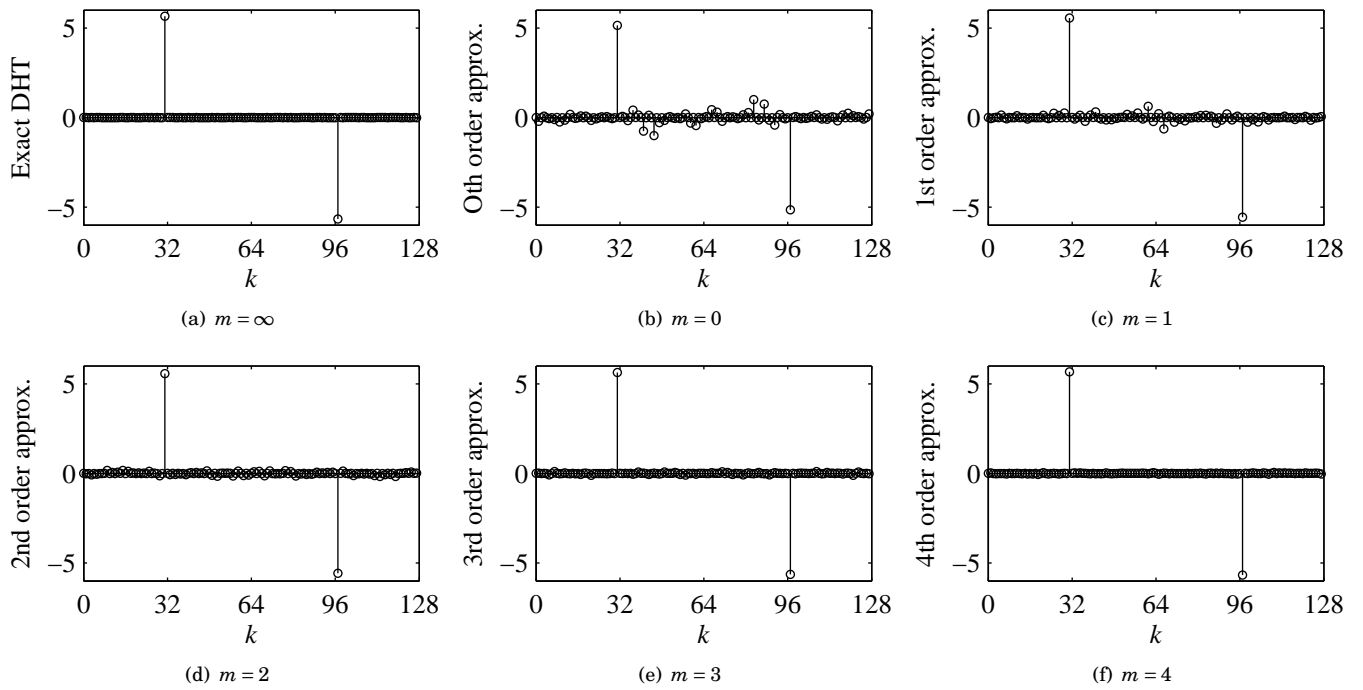 Exact DHT
5
0
−5
0 32 64 96 128
k
(a) m = ∞
Oth order approx.
5
0
−5
0 32 64 96 128
k
(b) m = 0
1st order approx.
5
0
−5
0 32 64 96 128
k
(c) m = 1
2nd order approx.
5
0
−5
0 32 64 96 128
k
(d) m = 2
3rd order approx.
5
0
−5
0 32 64 96 128
k
(e) m = 3
4th order approx.
5
0
−5
0 32 64 96 128
k
(f) m = 4